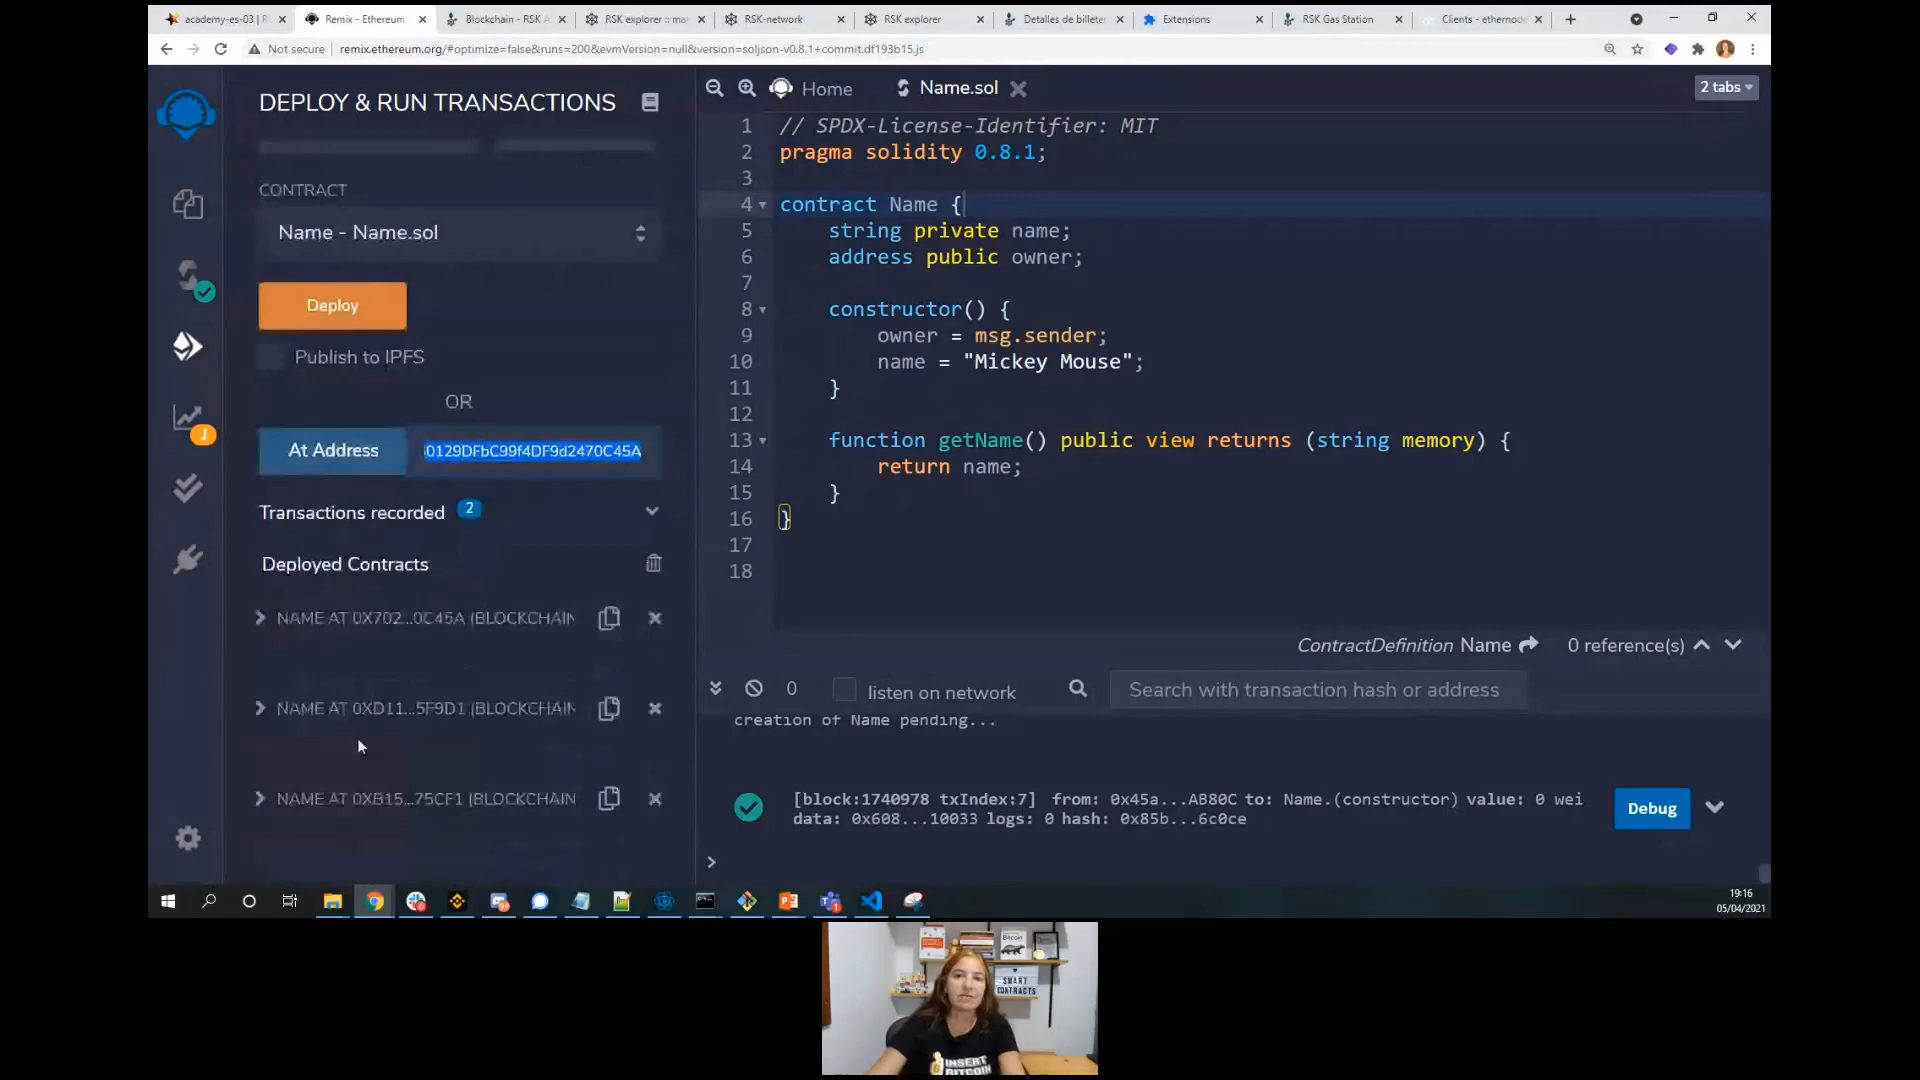 academy-es-03 | R
Remix - Ethereum
Blockchain - RSK A
RSK explorer :: ma
RSK-network
RSK explorer
Detalles de billeter
Extensions
RSK Gas Station
Clients - ethernode
Not secure
remix.ethereum.org/#optimize=false&runs=200&evmVersion=null&version=soljson-v0.8.1+commit.df193b15.js
DEPLOY & RUN TRANSACTIONS
CONTRACT
Name - Name.sol
Deploy
Publish to IPFS
OR
At Address
0129DFbC99f4DF9d2470C45A
Transactions recorded 2
Deployed Contracts
NAME AT 0X702...0C45A (BLOCKCHAIN
NAME AT 0XD11...5F9D1 (BLOCKCHAIN
NAME AT 0XB15...75CF1 (BLOCKCHAIN
1
Home
Name.sol
2 tabs
1 // SPDX-License-Identifier: MIT
2 pragma solidity 0.8.1;
3
4 contract Name {
5 string private name;
6 address public owner;
7
8 constructor() {
9 owner = msg.sender;
10 name = "Mickey Mouse";
11 }
12
13 function getName() public view returns (string memory) {
14 return name;
15 }
16 }
17
18
ContractDefinition Name 0 reference(s)
0 listen on network Search with transaction hash or address
creation of Name pending...
[block:1740978 txIndex:7] from: 0x45a...AB80C to: Name.(constructor) value: 0 wei
data: 0x608...10033 logs: 0 hash: 0x85b...6c0ce
Debug
>
19:16
05/04/2021
SMART
CONTRACTS
INSERT
BITCOIN